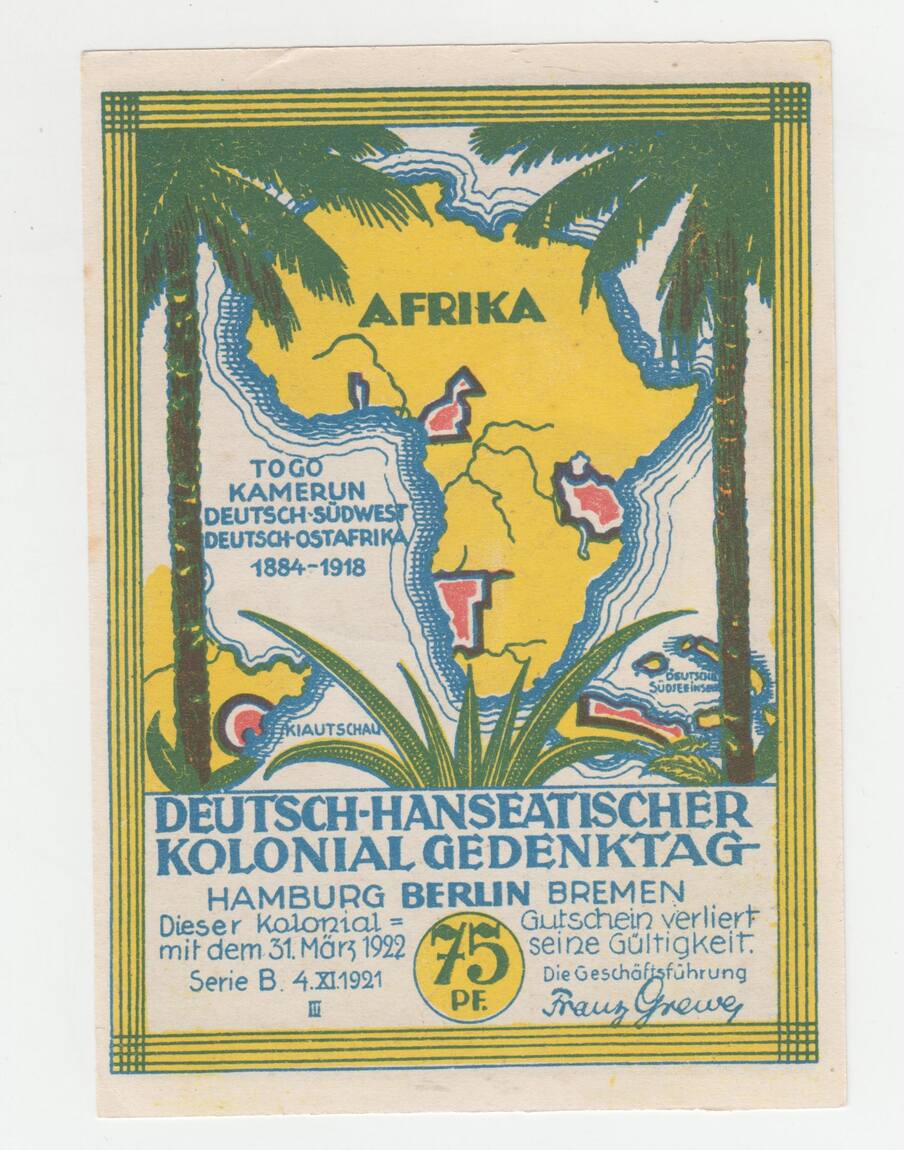 AFRIKA
TOGO
KAMERUN
DEUTSCH-SÜDWEST
DEUTSCH-OSTAFRIKA
1884-1918
DEUTSCHE
SÜDSEEINSELN
KIAUTSCHAU
DEUTSCH-HANSEATISCHER
KOLONIALGEDENKTAG
HAMBURG BERLIN BREMEN
Dieser Kolonial = Gutschein verliert
mit dem 31. März 1922 seine Gültigkeit.
75
PF.
Serie B. 4.XI.1921
III
Die Geschäftsführung
Franz Grewe